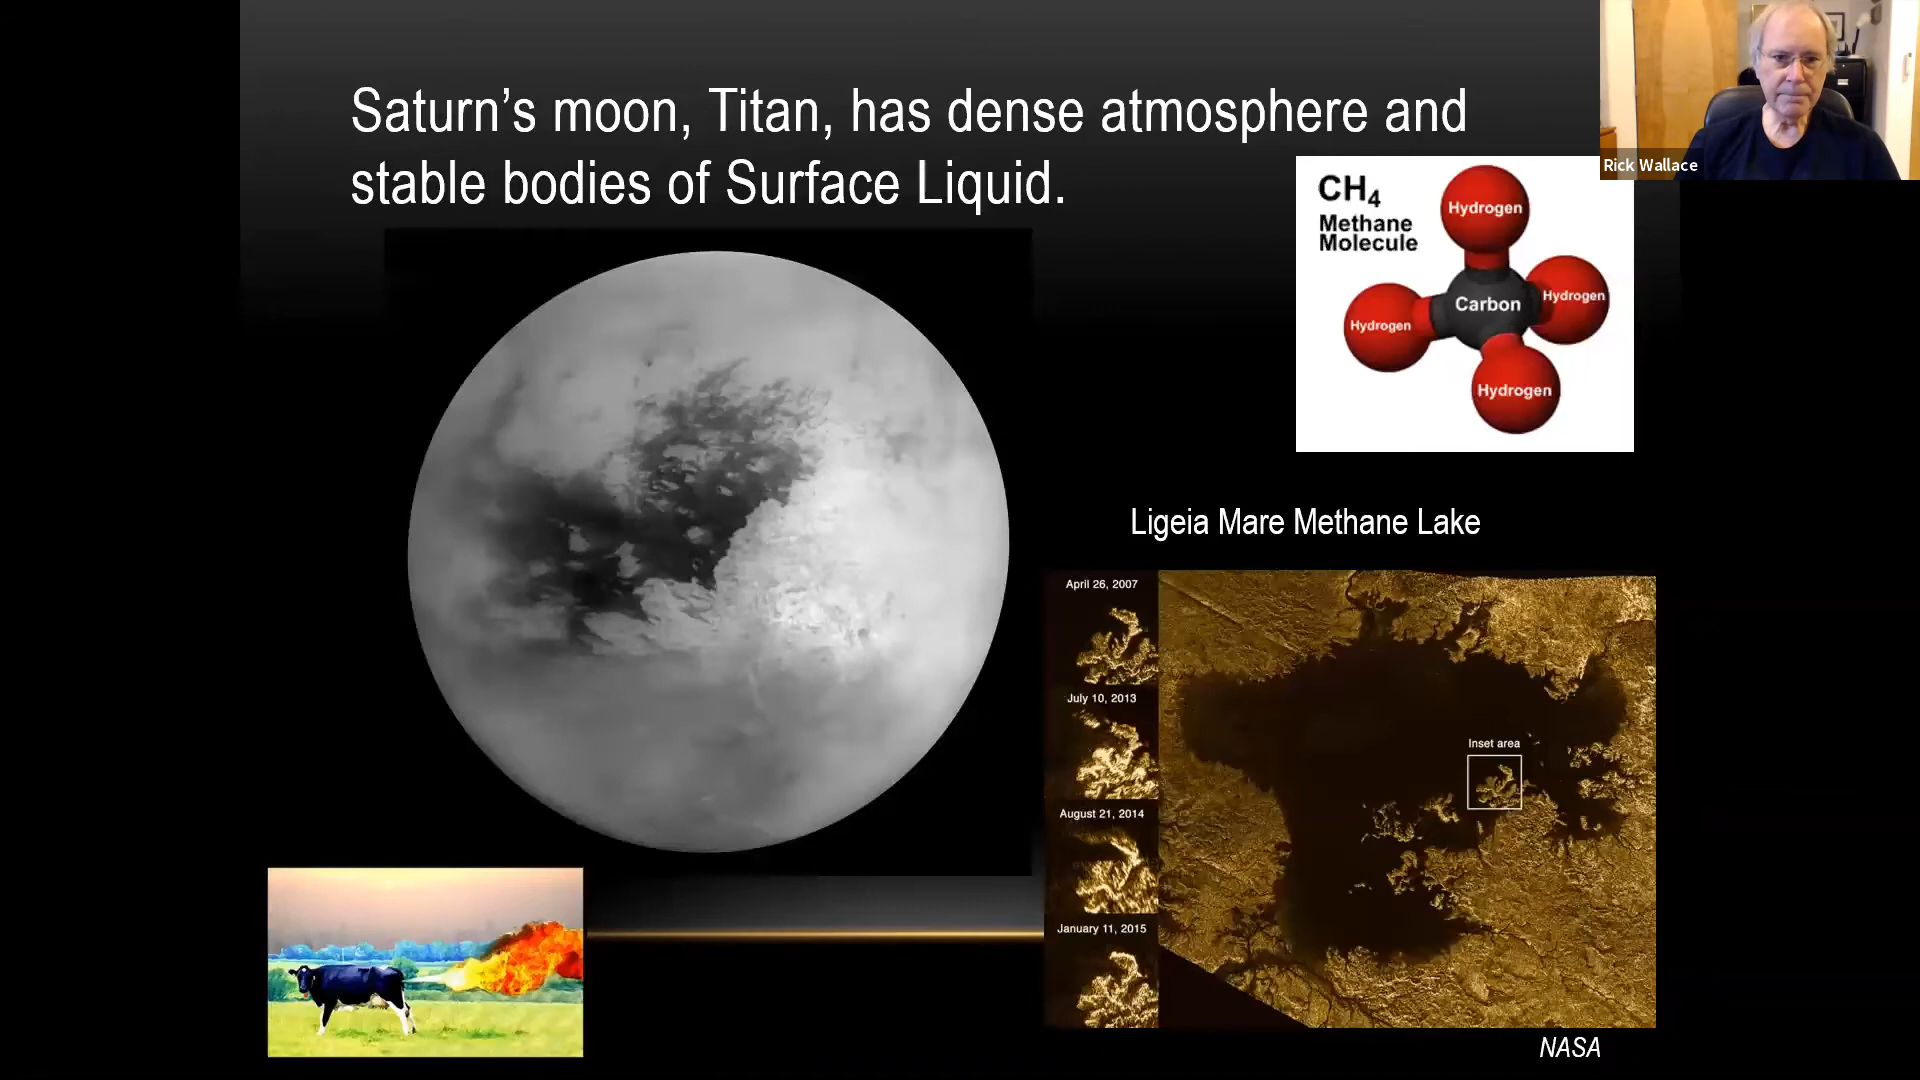 Saturn’s moon, Titan, has dense atmosphere and
stable bodies of Surface Liquid.
Rick Wallace
CH4
Methane
Molecule
Hydrogen
Carbon
Hydrogen
Hydrogen
Hydrogen
Ligeia Mare Methane Lake
April 26, 2007
July 10, 2013
Inset area
August 21, 2014
January 11, 2015
NASA